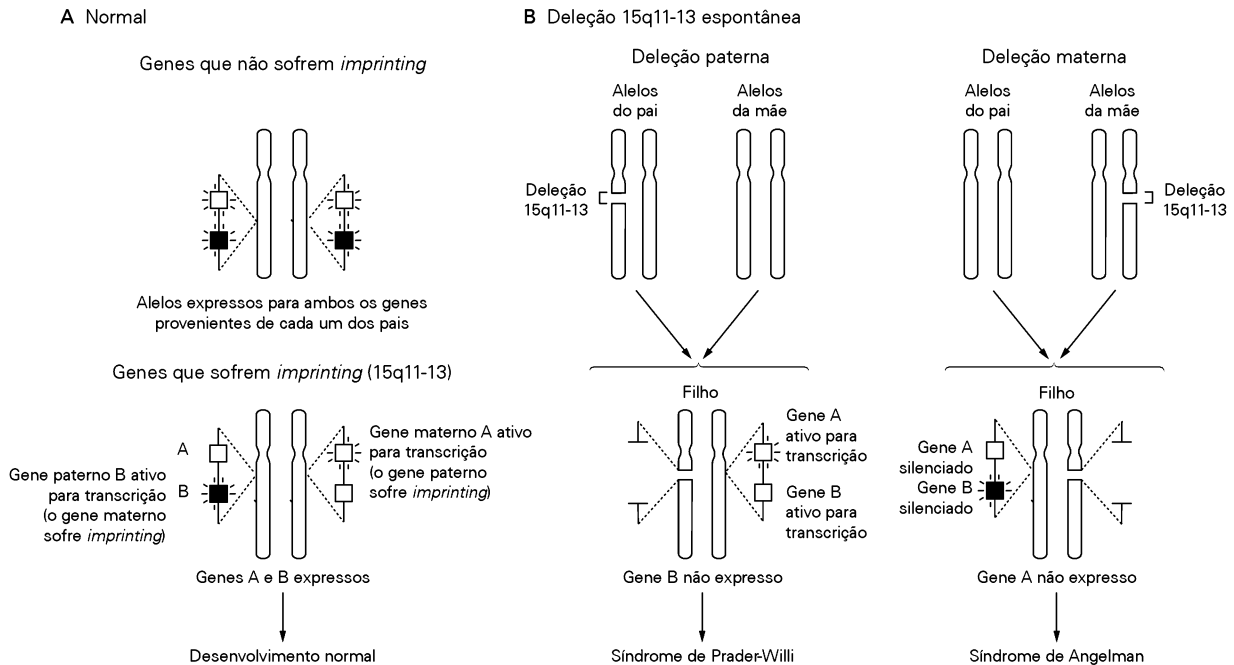 A Normal
Genes que não sofrem imprinting
Alelos expressos para ambos os genes
provenientes de cada um dos pais
Genes que sofrem imprinting (15q11-13)
A
B
Gene paterno B ativo
para transcrição
(o gene materno
sofre imprinting)
Gene materno A ativo
para transcrição
(o gene paterno
sofre imprinting)
Genes A e B expressos
Desenvolvimento normal
B Deleção 15q11-13 espontânea
Deleção paterna
Alelos
do pai
Alelos
da mãe
Deleção
15q11-13
Filho
Gene A
ativo para
transcrição
Gene B
ativo para
transcrição
Gene B não expresso
Síndrome de Prader-Willi
Deleção materna
Alelos
do pai
Alelos
da mãe
Deleção
15q11-13
Filho
Gene A
silenciado
Gene B
silenciado
Gene A não expresso
Síndrome de Angelman